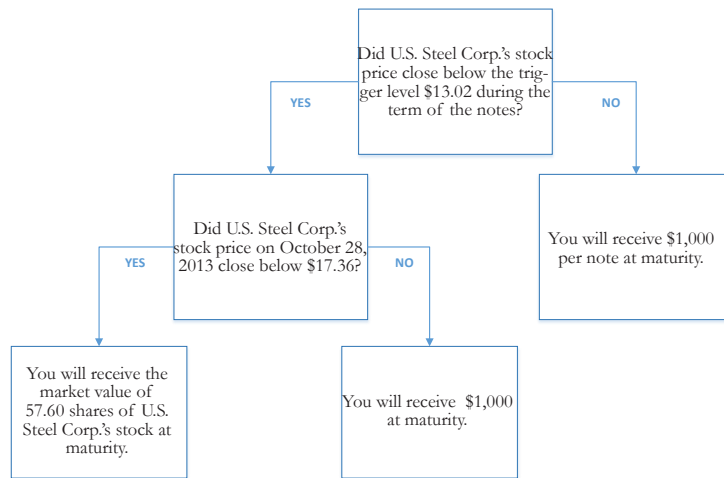 Did U.S. Steel Corp.'s stock
price close below the trig-
ger level $13.02 during the
term of the notes?
YES
NO
Did U.S. Steel Corp.'s
stock price on October 28,
2013 close below $17.36?
You will receive $1,000
per note at maturity.
YES
NO
You will receive the
market value of
57.60 shares of U.S.
Steel Corp.'s stock at
maturity.
You will receive $1,000
at maturity.